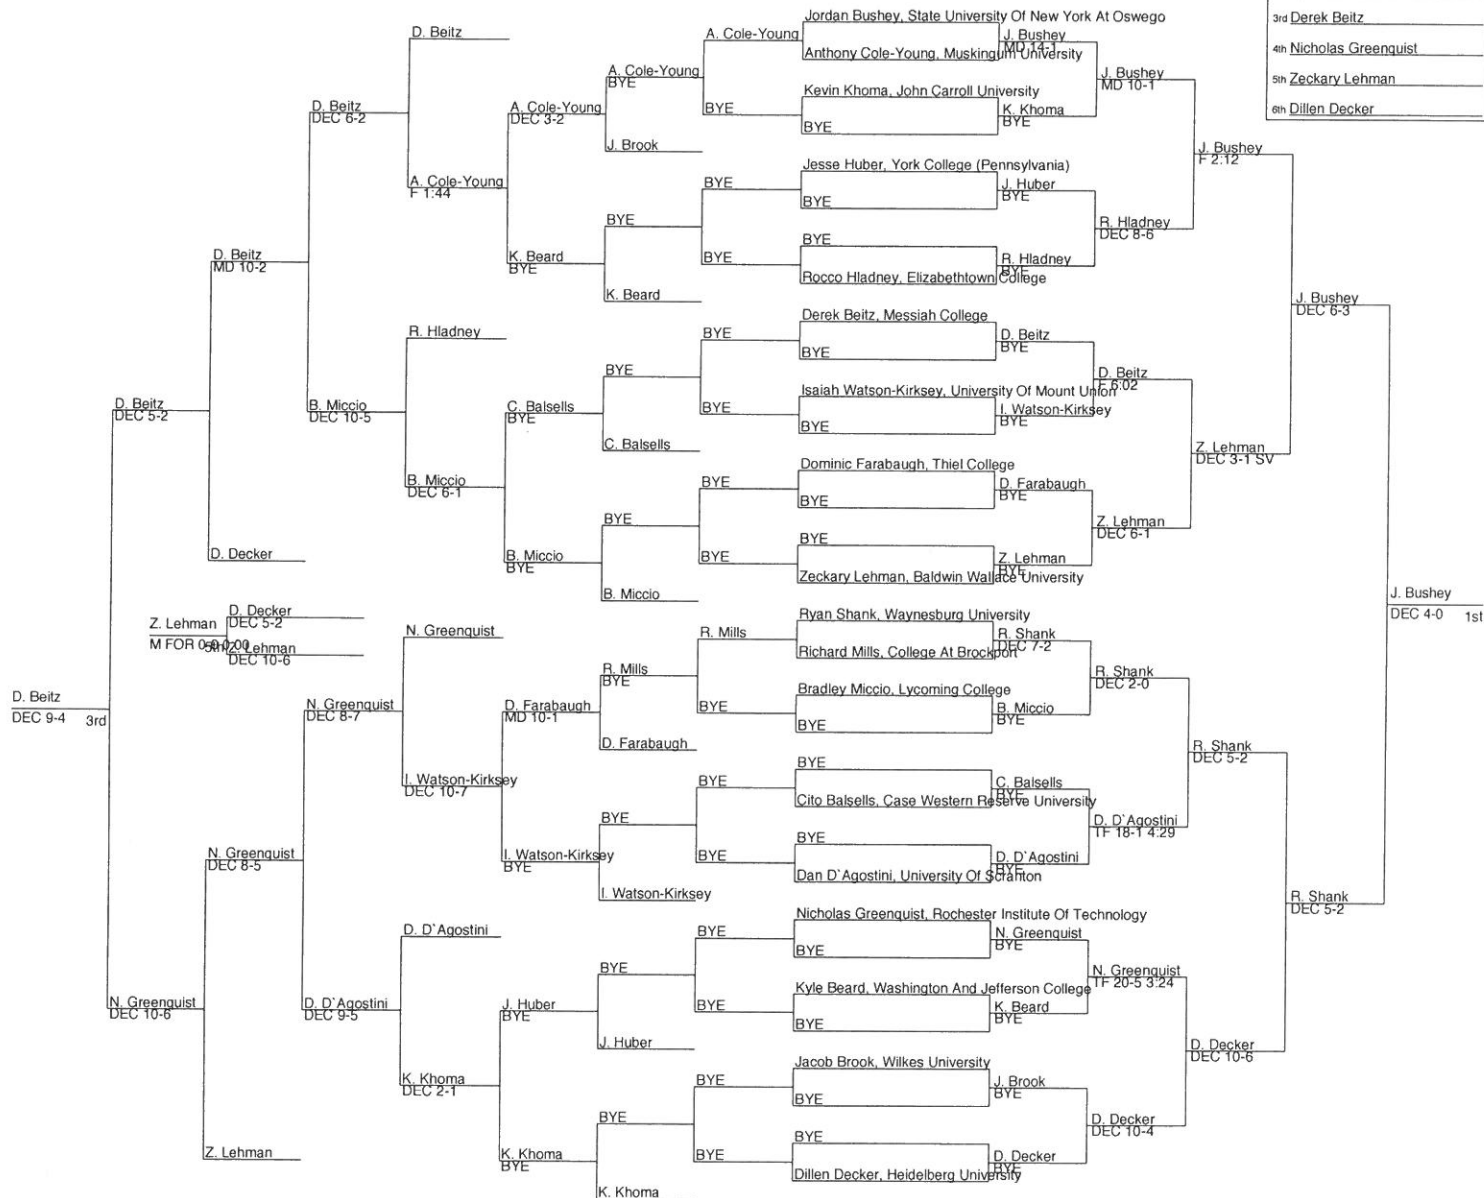 3rd Derek Beitz
4th Nicholas Greenquist
5th Zeckary Lehman
6th Dillen Decker
Jordan Bushey, State University Of New York At Oswego
Anthony Cole-Young, Muskingum University
Kevin Khoma, John Carroll University
BYE
Jesse Huber, York College (Pennsylvania)
BYE
BYE
Rocco Hladney, Elizabethtown College
Derek Beitz, Messiah College
BYE
Isaiah Watson-Kirksey, University Of Mount Union
BYE
Dominic Farabaugh, Thiel College
BYE
BYE
Zeckary Lehman, Baldwin Wallace University
Ryan Shank, Waynesburg University
Richard Mills, College At Brockport
Bradley Miccio, Lycoming College
BYE
BYE
Cito Balsells, Case Western Reserve University
BYE
Dan D`Agostini, University Of Scranton
Nicholas Greenquist, Rochester Institute Of Technology
BYE
Kyle Beard, Washington And Jefferson College
BYE
Jacob Brook, Wilkes University
BYE
BYE
Dillen Decker, Heidelberg University
J. Bushey
MD 14-1
K. Khoma
BYE
J. Huber
BYE
R. Hladney
BYE
D. Beitz
BYE
I. Watson-Kirksey
BYE
D. Farabaugh
BYE
Z. Lehman
BYE
R. Shank
DEC 7-2
B. Miccio
BYE
C. Balsells
BYE
D. D`Agostini
BYE
N. Greenquist
BYE
K. Beard
BYE
J. Brook
BYE
D. Decker
BYE
J. Bushey
MD 10-1
R. Hladney
DEC 8-6
D. Beitz
F 6:02
Z. Lehman
DEC 6-1
R. Shank
DEC 2-0
D. D`Agostini
TF 18-1 4:29
N. Greenquist
TF 20-5 3:24
D. Decker
DEC 10-4
J. Bushey
F 2:12
Z. Lehman
DEC 3-1 SV
R. Shank
DEC 5-2
D. Decker
DEC 10-6
J. Bushey
DEC 6-3
R. Shank
DEC 5-2
J. Bushey
DEC 4-0 1st
A. Cole-Young
BYE
BYE
BYE
BYE
BYE
BYE
BYE
R. Mills
BYE
BYE
BYE
BYE
BYE
BYE
BYE
A. Cole-Young
BYE
J. Brook
BYE
K. Beard
BYE
C. Balsells
BYE
B. Miccio
R. Mills
BYE
D. Farabaugh
BYE
I. Watson-Kirksey
BYE
J. Huber
BYE
K. Khoma
A. Cole-Young
DEC 3-2
K. Beard
BYE
C. Balsells
BYE
B. Miccio
BYE
D. Farabaugh
MD 10-1
I. Watson-Kirksey
BYE
J. Huber
BYE
K. Khoma
BYE
D. Beitz
A. Cole-Young
F 1:44
R. Hladney
B. Miccio
DEC 6-1
N. Greenquist
I. Watson-Kirksey
DEC 10-7
D. D`Agostini
K. Khoma
DEC 2-1
D. Beitz
DEC 6-2
B. Miccio
DEC 10-5
N. Greenquist
DEC 8-7
D. D`Agostini
DEC 9-5
D. Beitz
MD 10-2
D. Decker
N. Greenquist
DEC 8-5
Z. Lehman
D. Beitz
DEC 5-2
N. Greenquist
DEC 10-6
D. Beitz
DEC 9-4 3rd
D. Decker
DEC 5-2
Z. Lehman
DEC 10-6
Z. Lehman
M FOR 0-0 0:00
5th